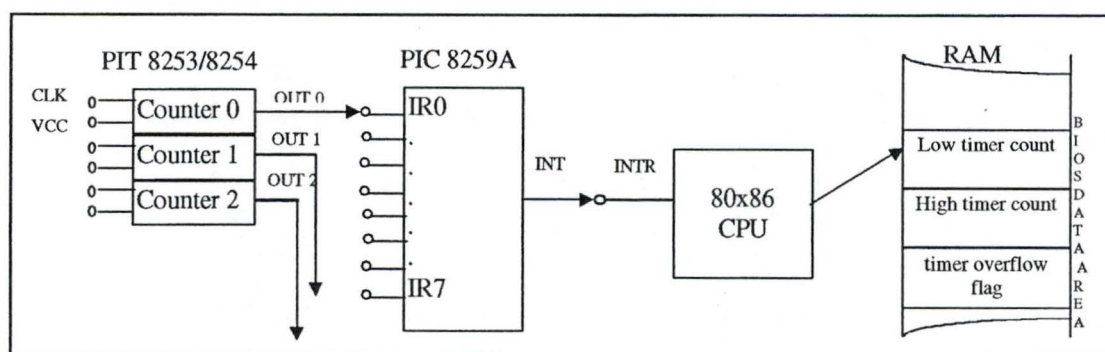 PIT 8253/8254
CLK
VCC
Counter 0
Counter 1
Counter 2
OUT 0
OUT 1
OUT 2
PIC 8259A
IR0
IR7
INT
INTR
80x86
CPU
RAM
Low timer count
High timer count
timer overflow
flag
BIOS DATA AREA